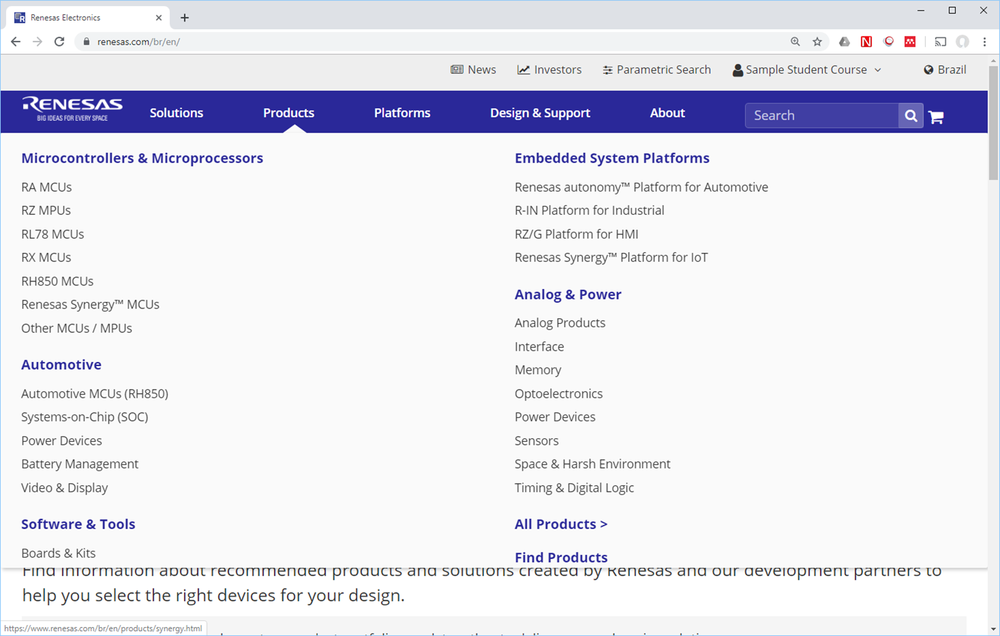 Renesas Electronics
renesas.com/br/en/
News
Investors
Parametric Search
Sample Student Course
Brazil
RENESAS
BIG IDEAS FOR EVERY SPACE
Solutions
Products
Platforms
Design & Support
About
Search
Microcontrollers & Microprocessors
RA MCUs
RZ MPUs
RL78 MCUs
RX MCUs
RH850 MCUs
Renesas Synergy™ MCUs
Other MCUs / MPUs
Automotive
Automotive MCUs (RH850)
Systems-on-Chip (SOC)
Power Devices
Battery Management
Video & Display
Software & Tools
Boards & Kits
Embedded System Platforms
Renesas autonomy™ Platform for Automotive
R-IN Platform for Industrial
RZ/G Platform for HMI
Renesas Synergy™ Platform for IoT
Analog & Power
Analog Products
Interface
Memory
Optoelectronics
Power Devices
Sensors
Space & Harsh Environment
Timing & Digital Logic
All Products >
Find Products
Find information about recommended products and solutions created by Renesas and our development partners to
help you select the right devices for your design.
https://www.renesas.com/br/en/products/synergy.html